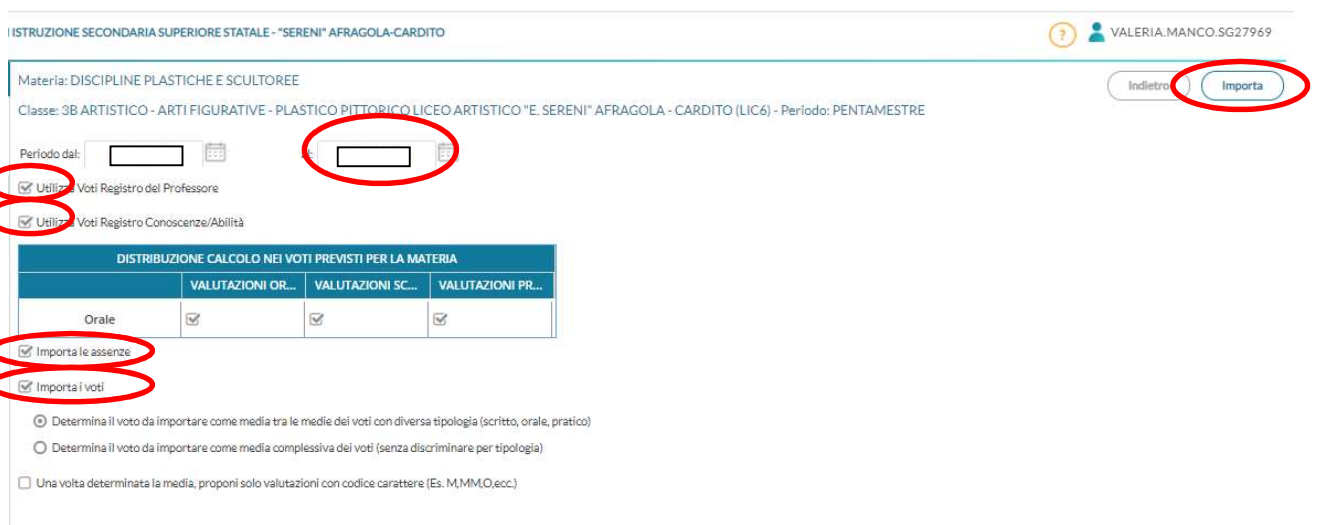 I ISTRUZIONE SECONDARIA SUPERIORE STATALE - "SERENI" AFRAGOLA-CARDITO
? VALERIA.MANCO.SG27969
Materia: DISCIPLINE PLASTICHE E SCULTOREE
Indietro Importa
Classe: 3B ARTISTICO - ARTI FIGURATIVE - PLASTICO PITTORICO LICEO ARTISTICO "E. SERENI" AFRAGOLA - CARDITO (LIC6) - Periodo: PENTAMESTRE
Periodo dal:
Utilizza Voti Registro del Professore
Utilizza Voti Registro Conoscenze/Abilità
DISTRIBUZIONE CALCOLO NEI VOTI PREVISTI PER LA MATERIA
VALUTAZIONI OR... VALUTAZIONI SC... VALUTAZIONI PR...
Orale
Importa le assenze
Importa i voti
Determina il voto da importare come media tra le medie dei voti con diversa tipologia (scritto, orale, pratico)
Determina il voto da importare come media complessiva dei voti (senza discriminare per tipologia)
Una volta determinata la media, proponi solo valutazioni con codice carattere (Es. M,MM,O,ecc.)